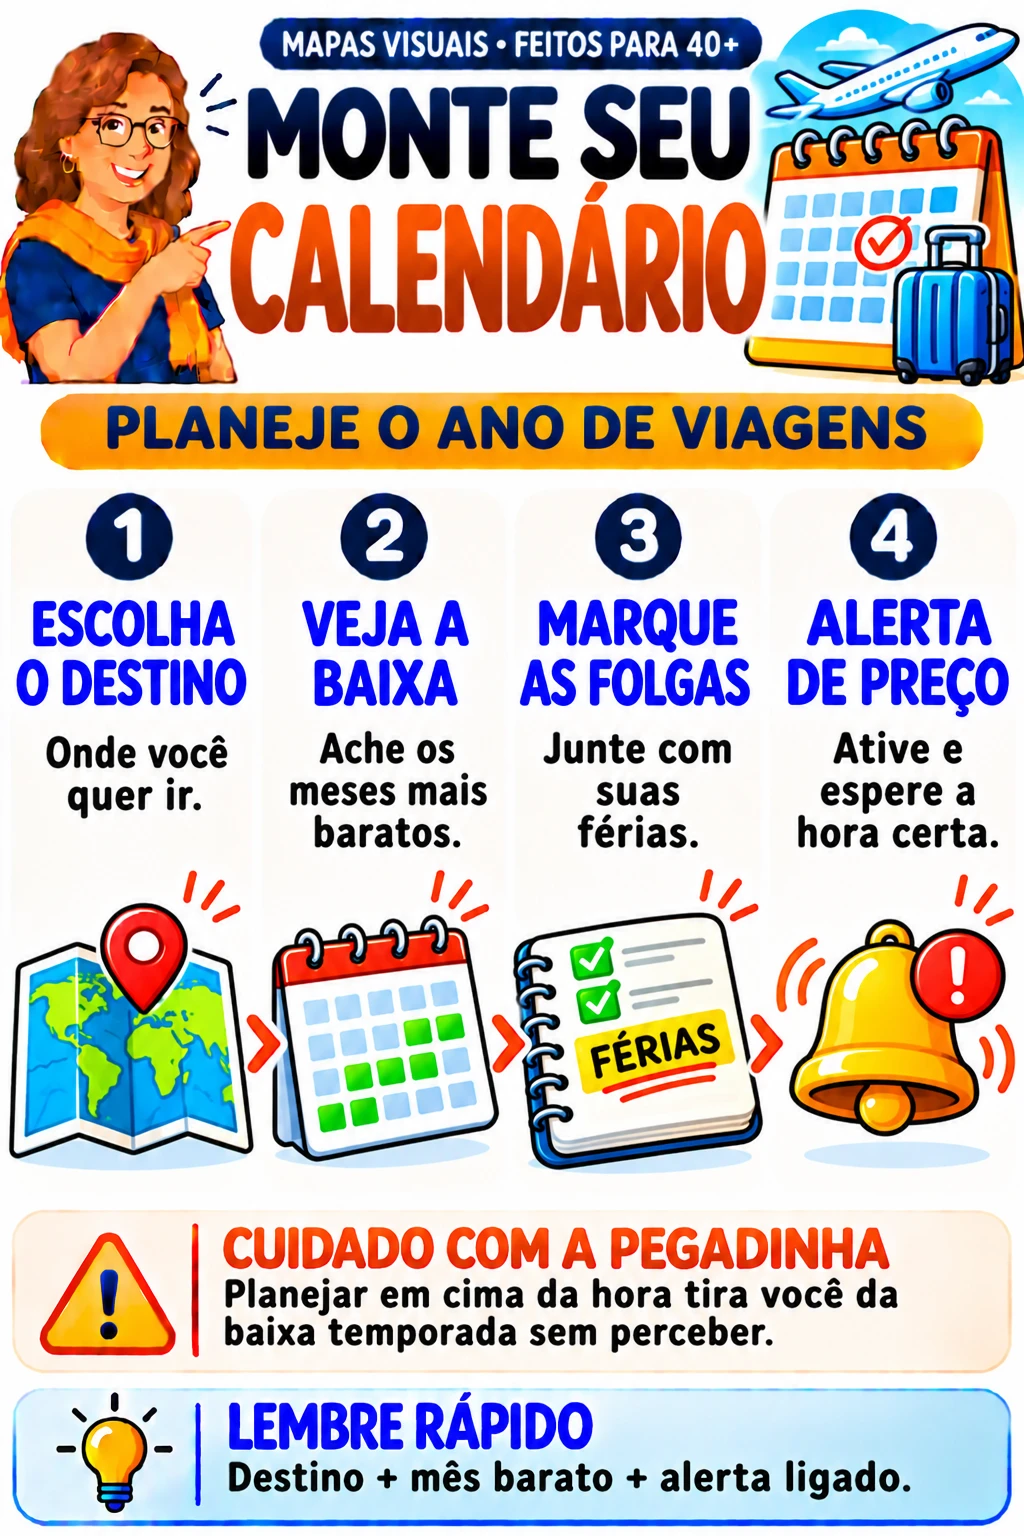 MAPAS VISUAIS • FEITOS PARA 40+
MONTE SEU
CALENDÁRIO
PLANEJE O ANO DE VIAGENS
1
ESCOLHA
O DESTINO
Onde você
quer ir.
2
VEJA A
BAIXA
Ache os
meses mais
baratos.
3
MARQUE
AS FOLGAS
Junte com
suas
férias.
4
ALERTA
DE PREÇO
Ative e
espere a
hora certa.
FÉRIAS
CUIDADO COM A PEGADINHA
Planejar em cima da hora tira você da
baixa temporada sem perceber.
LEMBRE RÁPIDO
Destino + mês barato + alerta ligado.